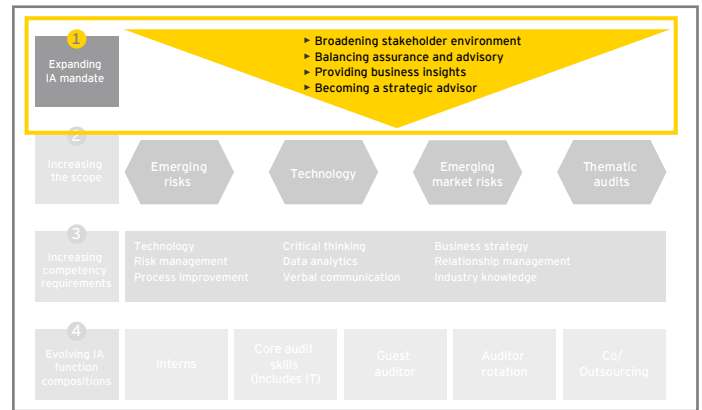 1
Expanding
IA mandate
► Broadening stakeholder environment
► Balancing assurance and advisory
► Providing business insights
► Becoming a strategic advisor
2
Increasing
the scope
Emerging
risks
Technology
Emerging
market risks
Thematic
audits
3
Increasing
competency
requirements
Technology
Risk management
Process improvement
Critical thinking
Data analytics
Verbal communication
Business strategy
Relationship management
Industry knowledge
4
Evolving IA
function
compositions
Interns
Core audit
skills
(includes IT)
Guest
auditor
Auditor
rotation
Co/
Outsourcing